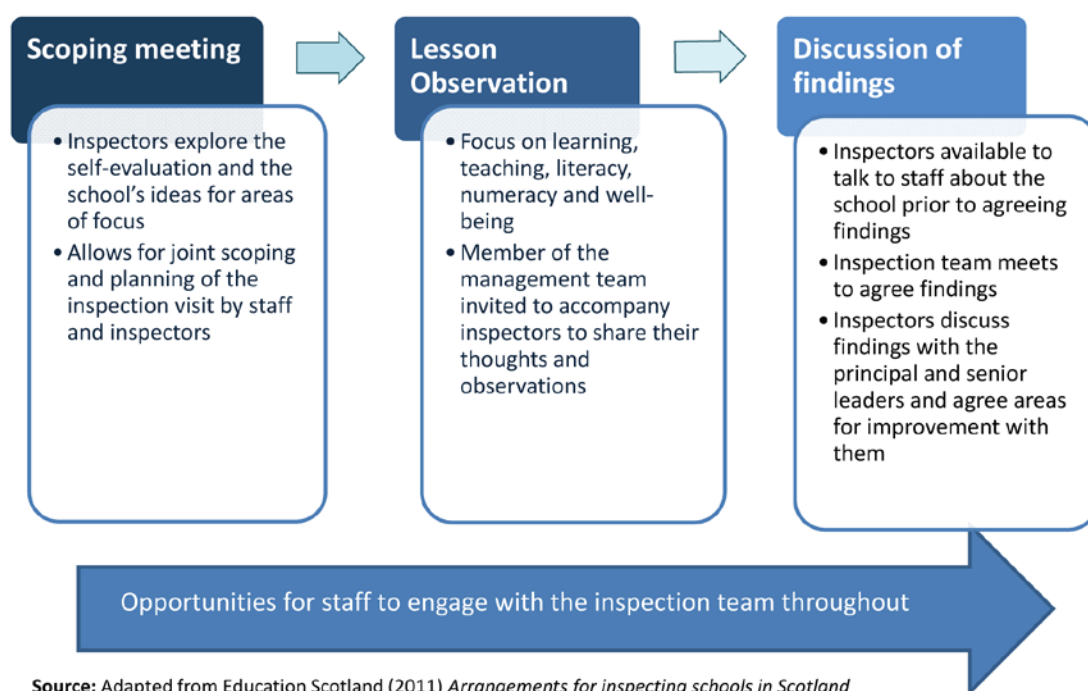 Scoping meeting
• Inspectors explore the
self-evaluation and the
school's ideas for areas
of focus
• Allows for joint scoping
and planning of the
inspection visit by staff
and inspectors
Lesson
Observation
• Focus on learning,
teaching, literacy,
numeracy and well-
being
• Member of the
management team
invited to accompany
inspectors to share their
thoughts and
observations
Discussion of
findings
• Inspectors available to
talk to staff about the
school prior to agreeing
findings
• Inspection team meets
to agree findings
• Inspectors discuss
findings with the
principal and senior
leaders and agree areas
for improvement with
them
Opportunities for staff to engage with the inspection team throughout
Source: Adapted from Education Scotland (2011) Arrangements for inspecting schools in Scotland